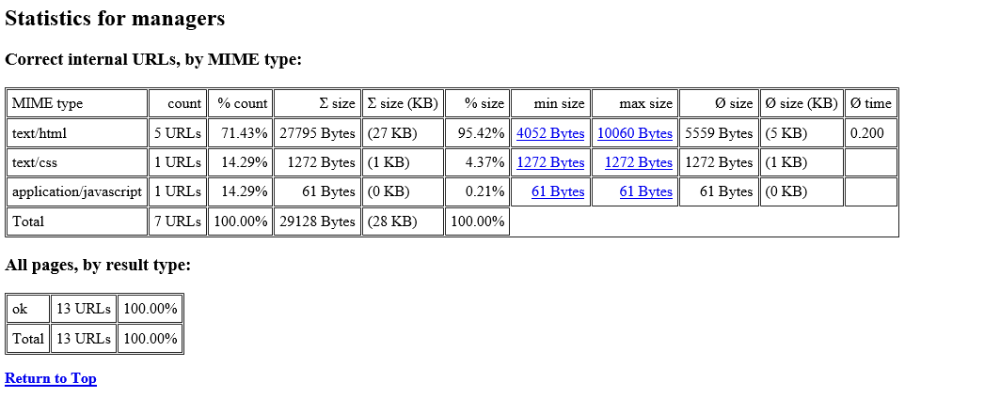 Statistics for managers
Correct internal URLs, by MIME type:
MIME type count % count Σ size Σ size (KB) % size min size max size Ø size Ø size (KB) Ø time
text/html 5 URLs 71.43% 27795 Bytes (27 KB) 95.42% 4052 Bytes 10060 Bytes 5559 Bytes (5 KB) 0.200
text/css 1 URLs 14.29% 1272 Bytes (1 KB) 4.37% 1272 Bytes 1272 Bytes 1272 Bytes (1 KB)
application/javascript 1 URLs 14.29% 61 Bytes (0 KB) 0.21% 61 Bytes 61 Bytes 61 Bytes (0 KB)
Total 7 URLs 100.00% 29128 Bytes (28 KB) 100.00%
All pages, by result type:
ok 13 URLs 100.00%
Total 13 URLs 100.00%
Return to Top